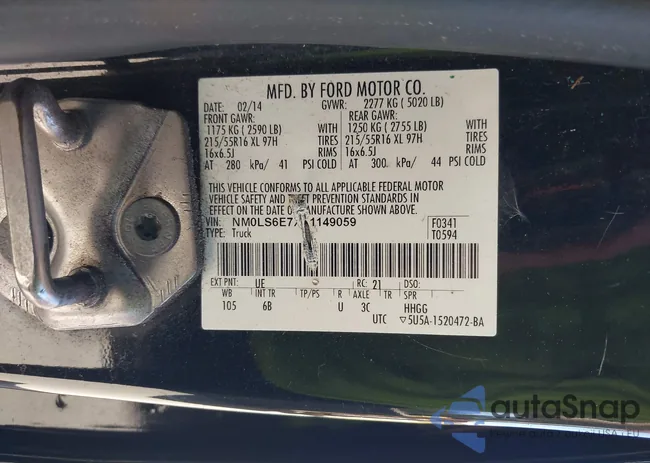 MFD. BY FORD MOTOR CO.
DATE: 02/14 GVWR: 2277 KG ( 5020 LB)
FRONT GAWR: REAR GAWR:
1175 KG ( 2590 LB) WITH 1250 KG ( 2755 LB) WITH
215/55R16 XL 97H TIRES 215/55R16 XL 97H TIRES
16x6.5J RIMS 16x6.5J RIMS
AT 280 kPa/ 41 PSI COLD AT 300 kPa/ 44 PSI COLD
THIS VEHICLE CONFORMS TO ALL APPLICABLE FEDERAL MOTOR
VEHICLE SAFETY AND THEFT PREVENTION STANDARDS IN
EFFECT ON THE DATE OF MANUFACTURE SHOWN ABOVE.
VIN: NM0LS6E7 1149059 F0341
TYPE: Truck T0594
EXT PNT: UE RC: 21 DSO:
WB INT TR TP/PS R AXLE TR SPR
105 6B U 3C HHGG
UTC ▽5U5A-1520472-BA
autoSnap